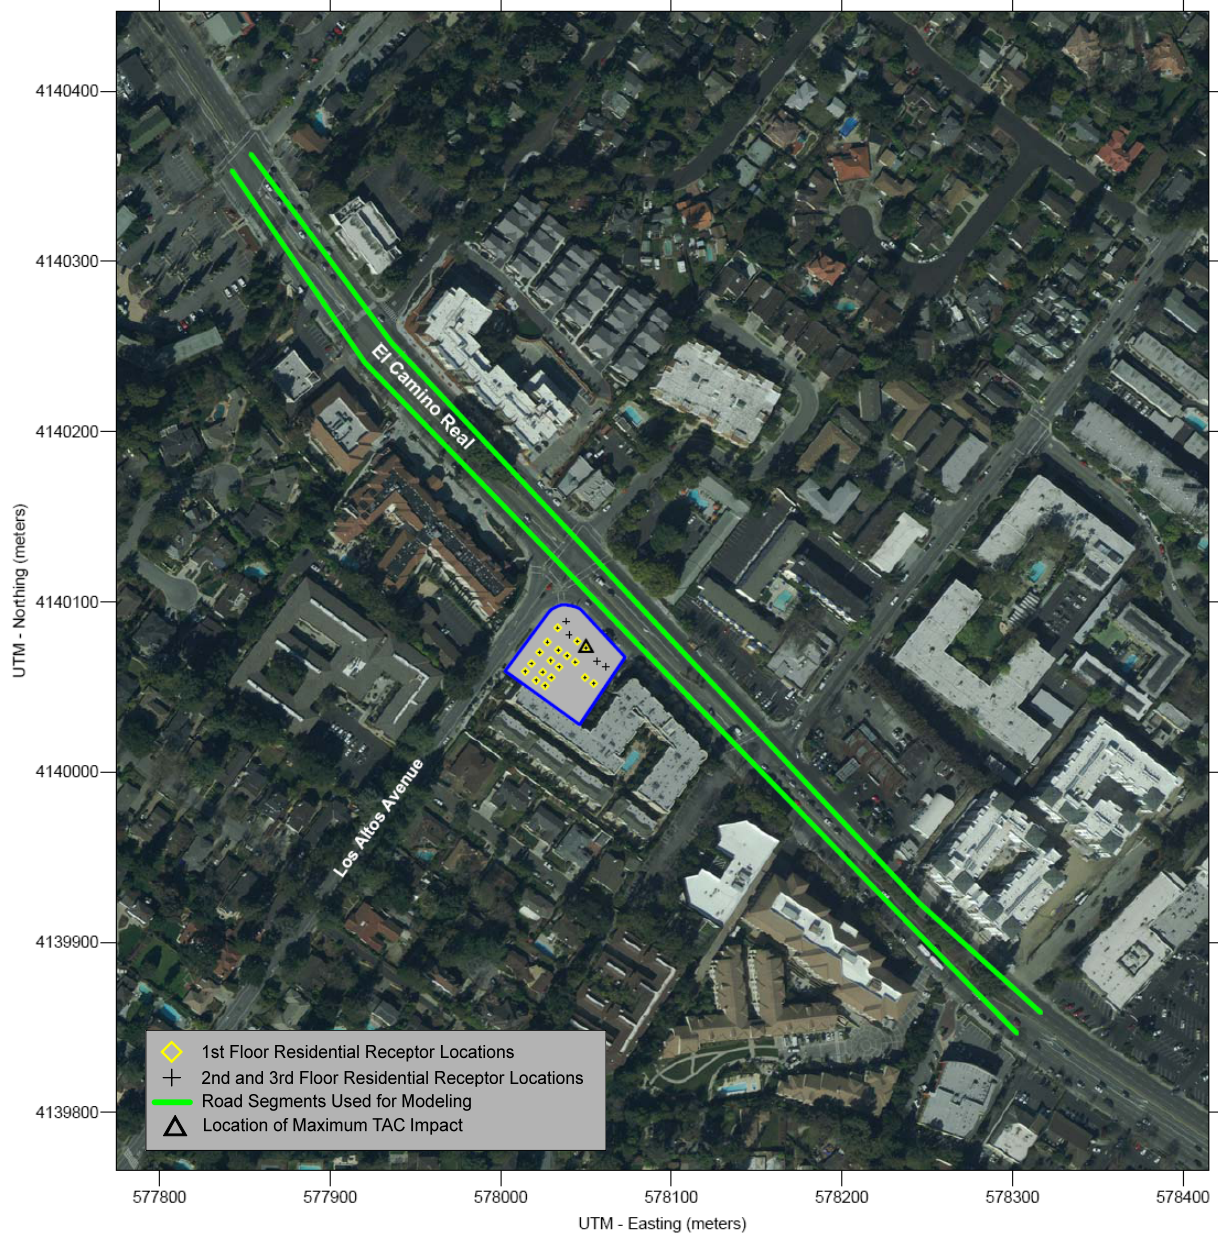 4140400
4140300
4140200
4140100
4140000
4139900
4139800
UTM - Northing (meters)
El Camino Real
Los Altos Avenue
1st Floor Residential Receptor Locations
2nd and 3rd Floor Residential Receptor Locations
Road Segments Used for Modeling
Location of Maximum TAC Impact
577800 577900 578000 578100 578200 578300 578400
UTM - Easting (meters)